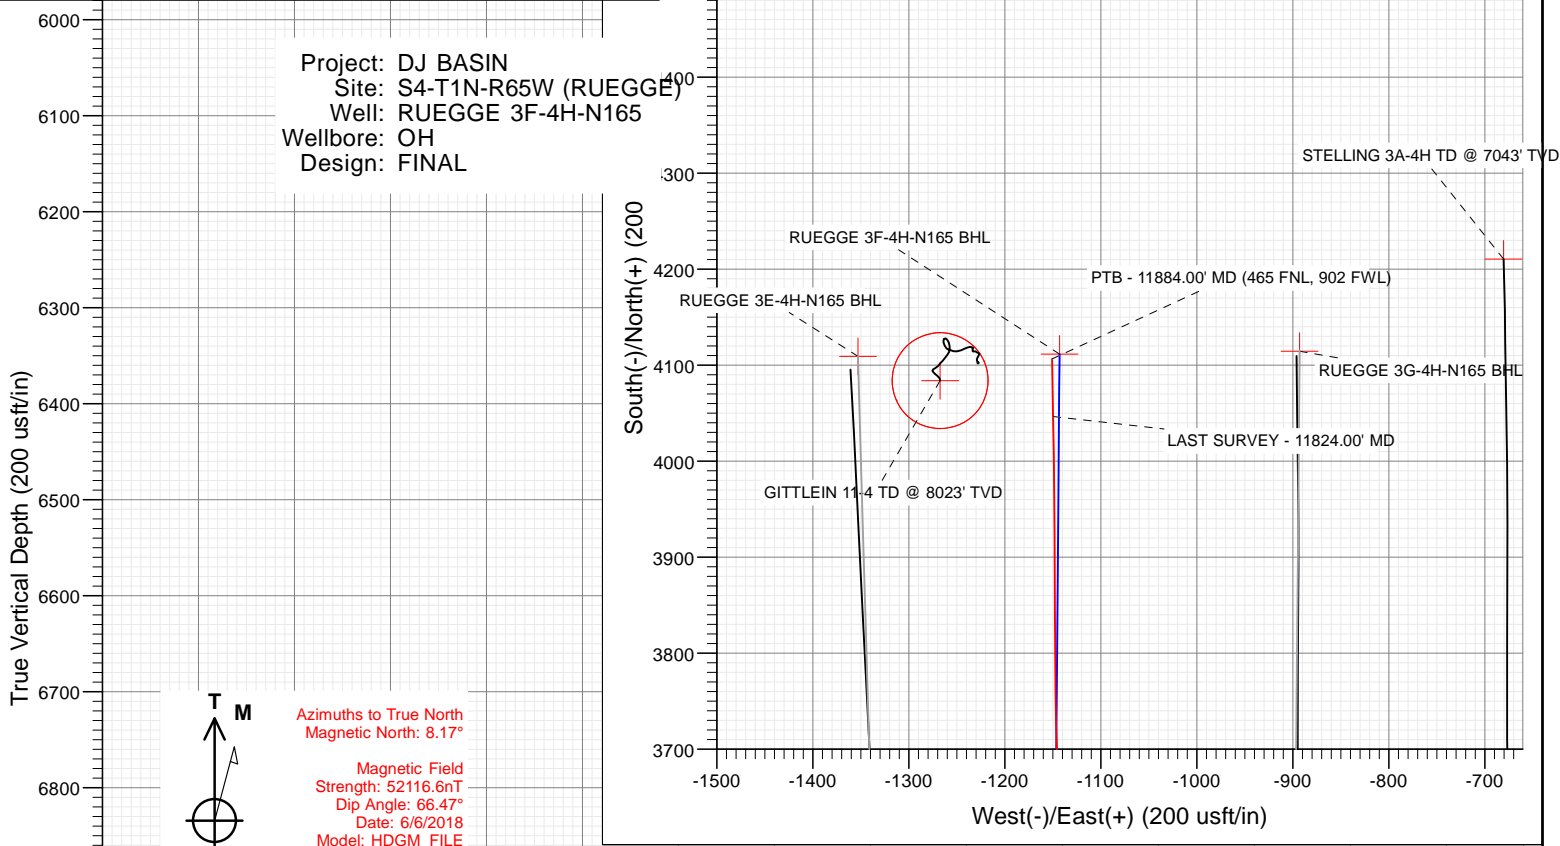 6000
6100
6200
6300
6400
6500
6600
6700
6800
True Vertical Depth (200 usft/in)
Project: DJ BASIN
Site: S4-T1N-R65W (RUEGGE)
Well: RUEGGE 3F-4H-N165
Wellbore: OH
Design: FINAL
T
M
Azimuths to True North
Magnetic North: 8.17°
Magnetic Field
Strength: 52116.6nT
Dip Angle: 66.47°
Date: 6/6/2018
Model: HDGM_FILE
South(-)/North(+) (200
400
300
4200
4100
4000
3900
3800
3700
STELLING 3A-4H TD @ 7043' TVD
RUEGGE 3F-4H-N165 BHL
PTB - 11884.00' MD (465 FNL, 902 FWL)
RUEGGE 3E-4H-N165 BHL
RUEGGE 3G-4H-N165 BHL
LAST SURVEY - 11824.00' MD
GITTLEIN 11-4 TD @ 8023' TVD
-1500
-1400
-1300
-1200
-1100
-1000
-900
-800
-700
West(-)/East(+) (200 usft/in)